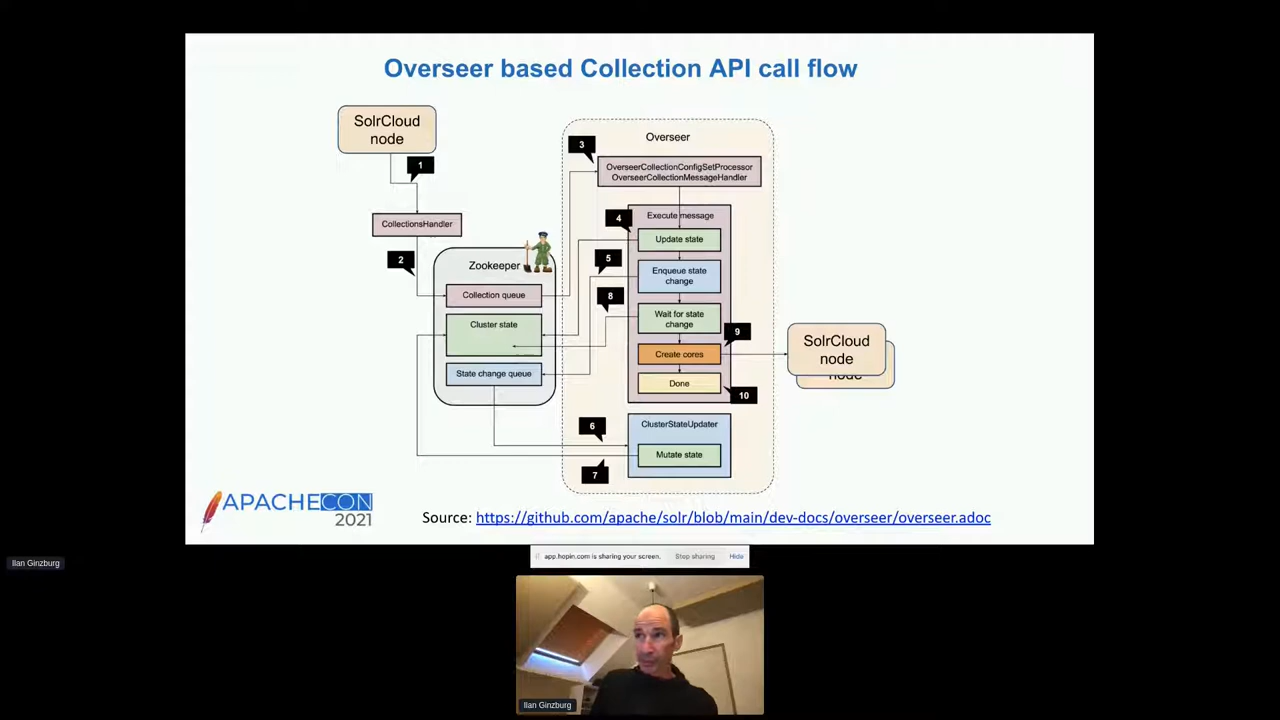 Overseer based Collection API call flow
SolrCloud
node
1
CollectionsHandler
2
Zookeeper
Collection queue
Cluster state
State change queue
Overseer
3
OverseerCollectionConfigSetProcessor
OverseerCollectionMessageHandler
4
Execute message
Update state
5
Enqueue state
change
8
Wait for state
change
9
Create cores
Done
10
SolrCloud
node
node
6
ClusterStateUpdater
Mutate state
7
APACHECON
2021
Source: https://github.com/apache/solr/blob/main/dev-docs/overseer/overseer.adoc
app.hopin.com is sharing your screen. Stop sharing Hide
Ilan Ginzburg
Ilan Ginzburg